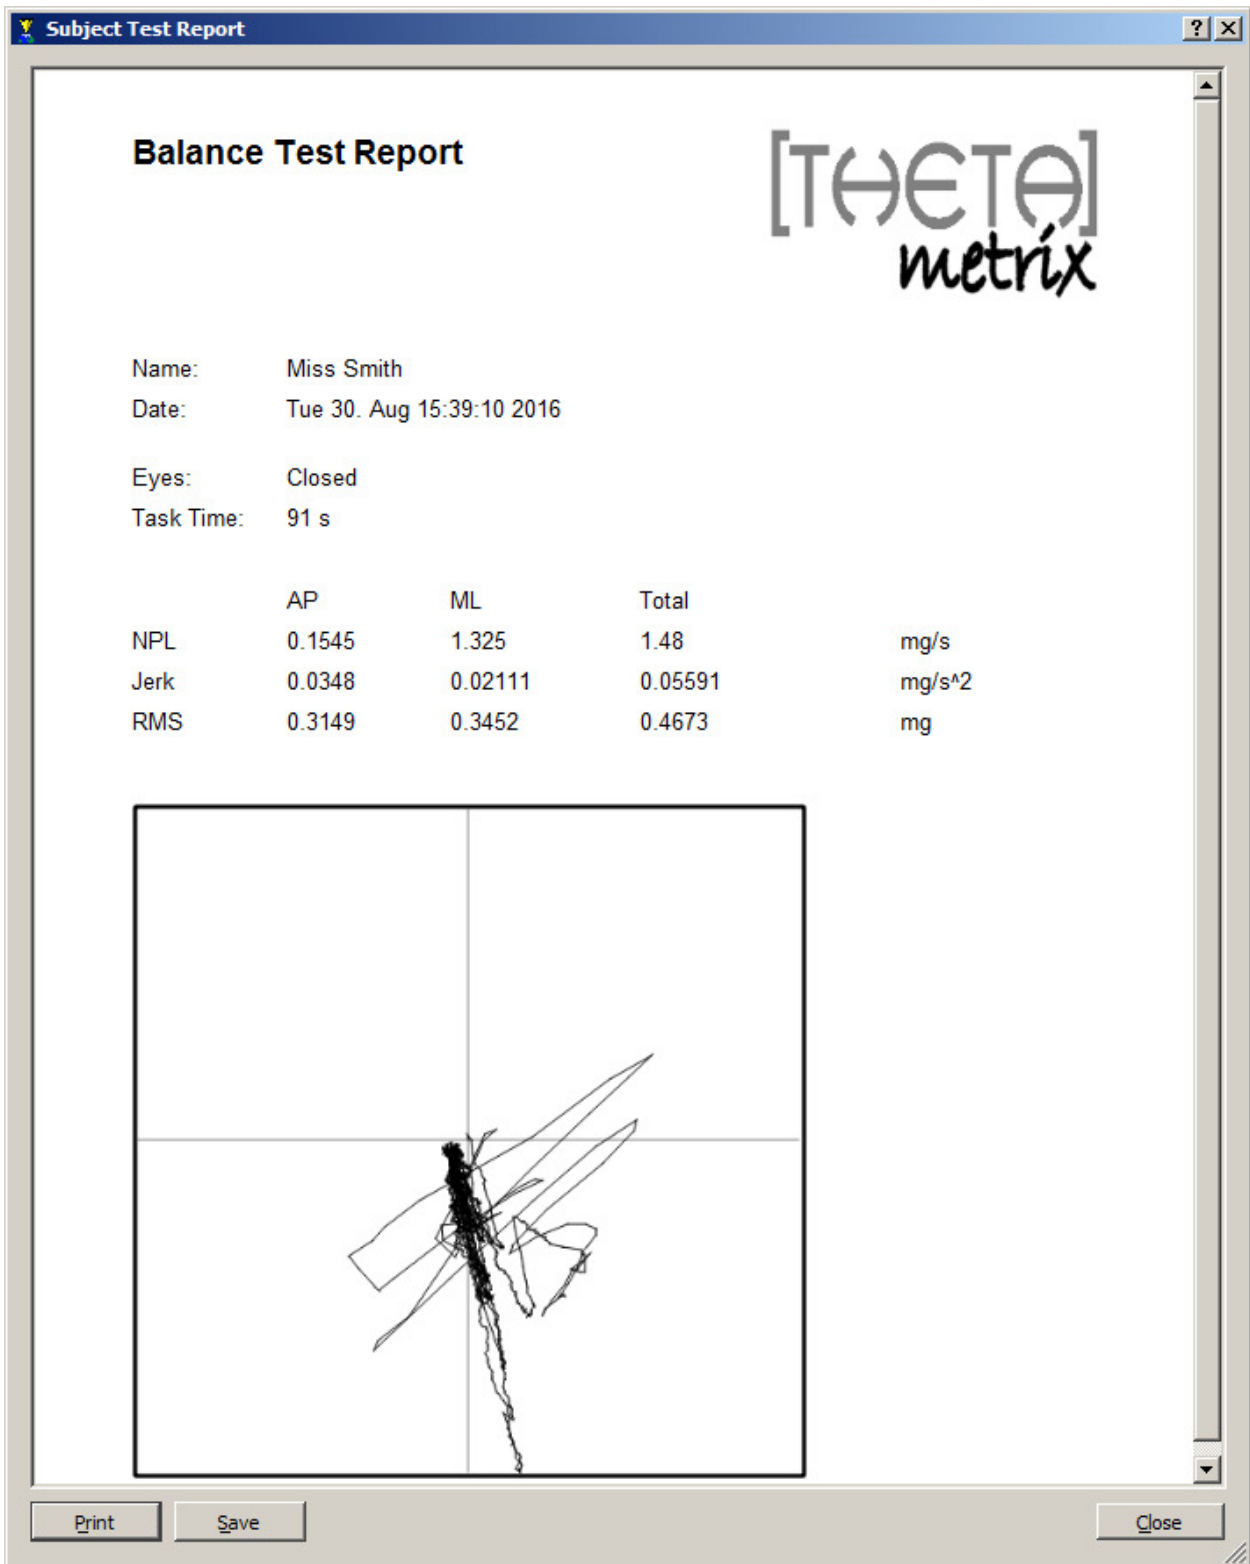 Subject Test Report
Balance Test Report
[THETA]
metrix
Name: Miss Smith
Date: Tue 30. Aug 15:39:10 2016
Eyes: Closed
Task Time: 91 s
AP ML Total
NPL 0.1545 1.325 1.48 mg/s
Jerk 0.0348 0.02111 0.05591 mg/s^2
RMS 0.3149 0.3452 0.4673 mg
Print Save Close